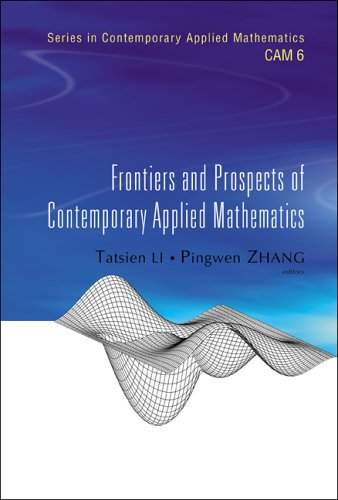 Series in Contemporary Applied Mathematics
CAM 6
Frontiers and Prospects of
Contemporary Applied Mathematics
Tatsien LI • Pingwen ZHANG
editors